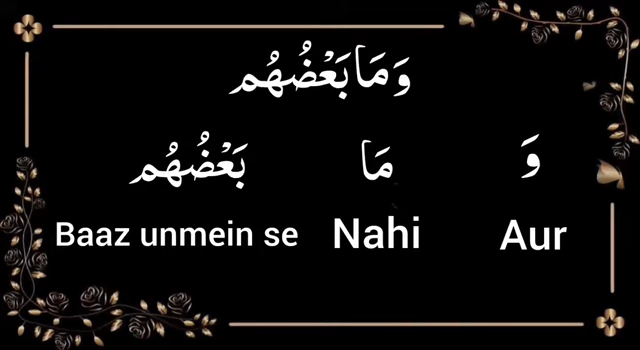 وَمَا بَعْضُهُم
وَ مَا بَعْضُهُم
Baaz unmein se Nahi Aur